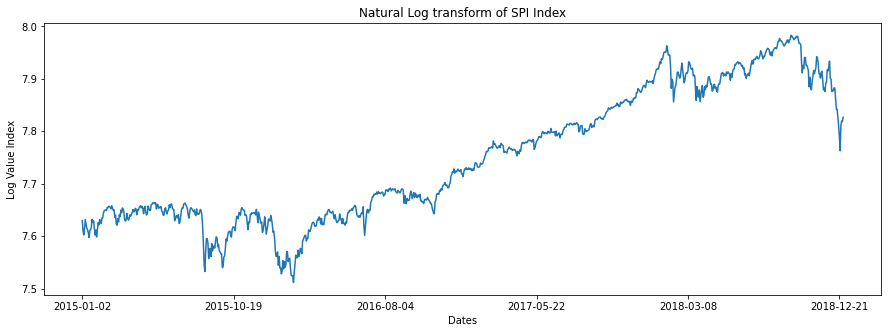 Natural Log transform of SPI Index
Log Value Index
8.0
7.9
7.8
7.7
7.6
7.5
2015-01-02 2015-10-19 2016-08-04 2017-05-22 2018-03-08 2018-12-21
Dates